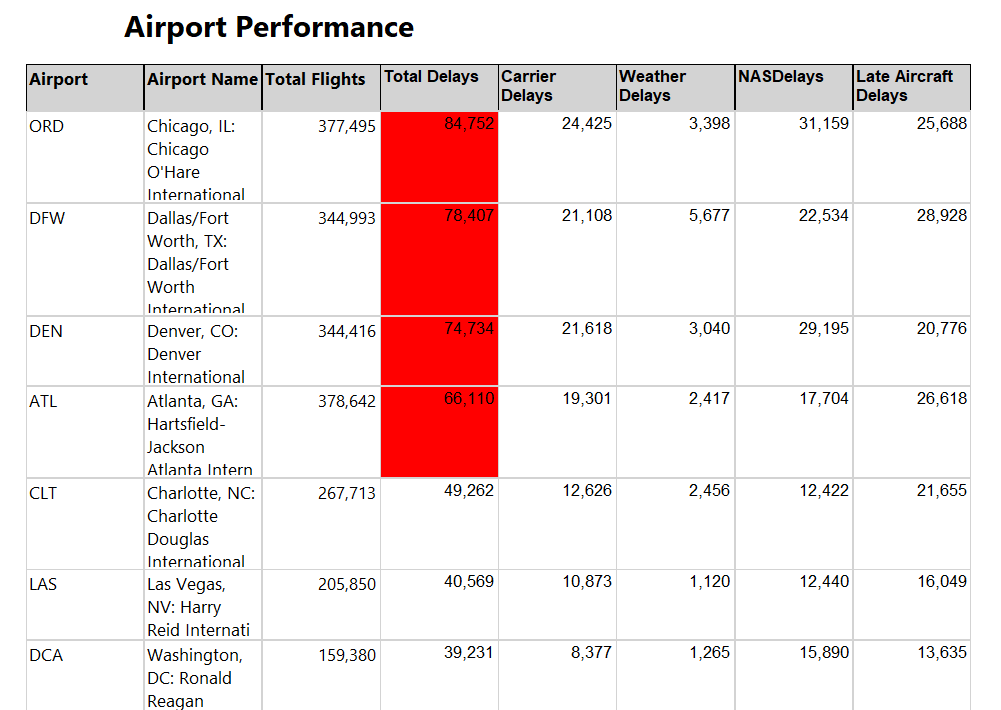 Airport Performance
Airport Airport Name Total Flights Total Delays Carrier Delays Weather Delays NASDelays Late Aircraft Delays
ORD Chicago, IL: 377,495 84,752 24,425 3,398 31,159 25,688
Chicago
O'Hare
International
DFW Dallas/Fort 344,993 78,407 21,108 5,677 22,534 28,928
Worth, TX:
Dallas/Fort
Worth
International
DEN Denver, CO: 344,416 74,734 21,618 3,040 29,195 20,776
Denver
International
ATL Atlanta, GA: 378,642 66,110 19,301 2,417 17,704 26,618
Hartsfield-
Jackson
Atlanta Intern
CLT Charlotte, NC: 267,713 49,262 12,626 2,456 12,422 21,655
Charlotte
Douglas
International
LAS Las Vegas, 205,850 40,569 10,873 1,120 12,440 16,049
NV: Harry
Reid Internati
DCA Washington, 159,380 39,231 8,377 1,265 15,890 13,635
DC: Ronald
Reagan